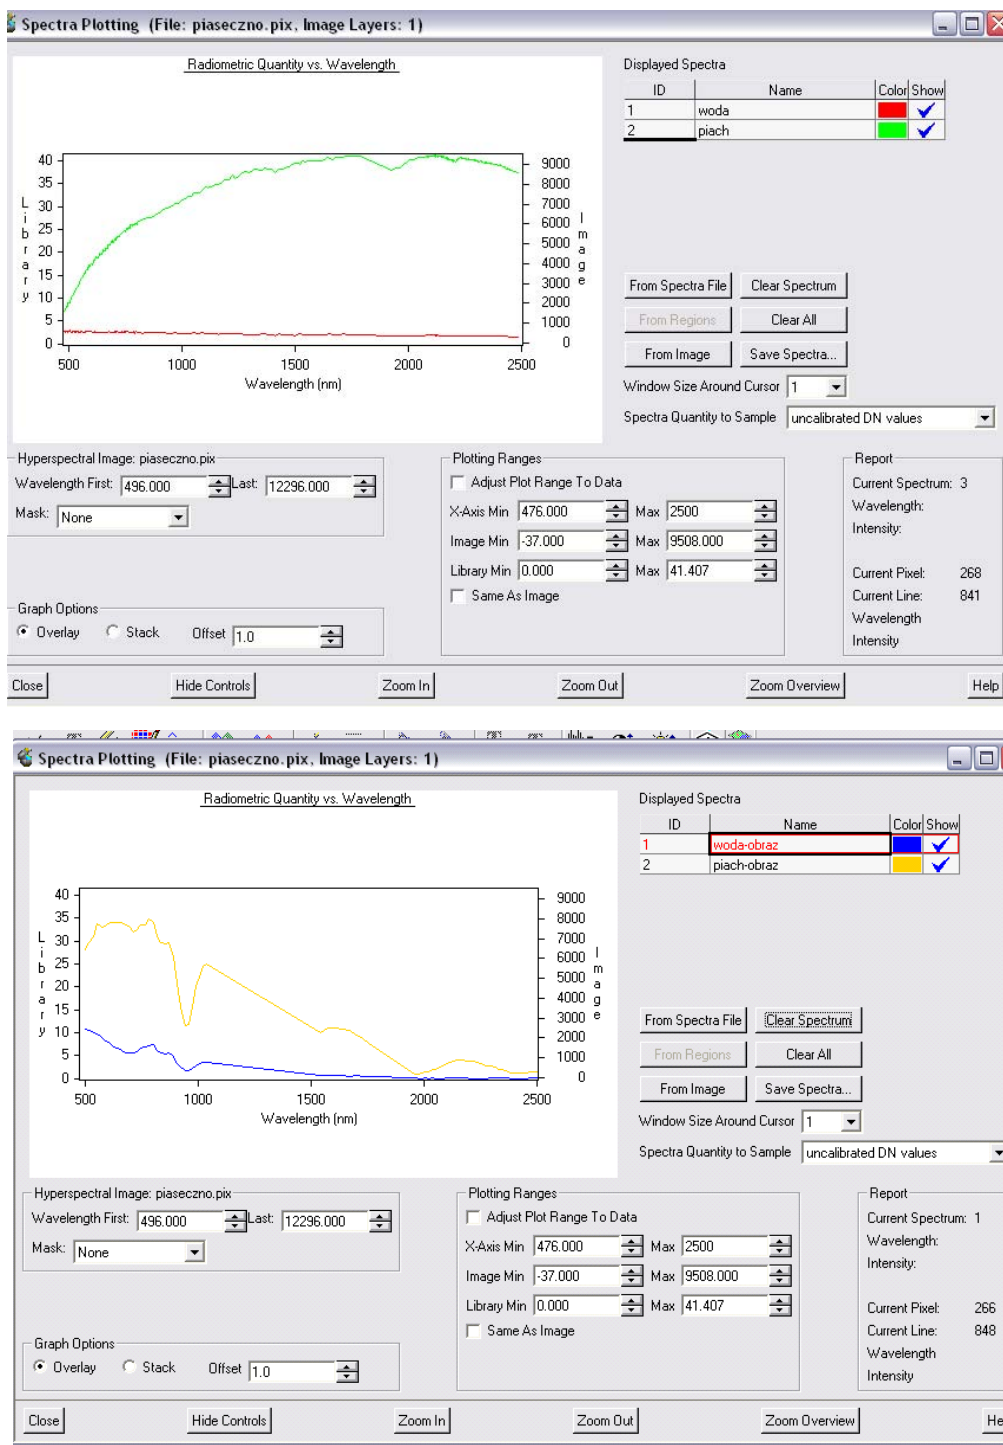 Spectra Plotting (File: piaseczno.pix, Image Layers: 1)
Radiometric Quantity vs. Wavelength
Displayed Spectra
ID Name Color Show
1 woda
2 piach
40 35 30 25 20 15 10 5 0
Library
9000 8000 7000 6000 5000 4000 3000 2000 1000 0
Image
500 1000 1500 2000 2500
Wavelength (nm)
From Spectra File Clear Spectrum
From Regions Clear All
From Image Save Spectra...
Window Size Around Cursor 1
Spectra Quantity to Sample uncalibrated DN values
Hyperspectral Image: piaseczno.pix
Wavelength First: 496.000 Last: 12296.000
Mask: None
Graph Options
Overlay Stack Offset 1.0
Plotting Ranges
Adjust Plot Range To Data
X-Axis Min 476.000 Max 2500
Image Min -37.000 Max 9508.000
Library Min 0.000 Max 41.407
Same As Image
Report
Current Spectrum: 3
Wavelength:
Intensity:
Current Pixel: 268
Current Line: 841
Wavelength
Intensity
Close Hide Controls Zoom In Zoom Out Zoom Overview Help
Spectra Plotting (File: piaseczno.pix, Image Layers: 1)
Radiometric Quantity vs. Wavelength
Displayed Spectra
ID Name Color Show
1 woda-obraz
2 piach-obraz
40 35 30 25 20 15 10 5 0
Library
9000 8000 7000 6000 5000 4000 3000 2000 1000 0
Image
500 1000 1500 2000 2500
Wavelength (nm)
From Spectra File Clear Spectrum
From Regions Clear All
From Image Save Spectra...
Window Size Around Cursor 1
Spectra Quantity to Sample uncalibrated DN values
Hyperspectral Image: piaseczno.pix
Wavelength First: 496.000 Last: 12296.000
Mask: None
Graph Options
Overlay Stack Offset 1.0
Plotting Ranges
Adjust Plot Range To Data
X-Axis Min 476.000 Max 2500
Image Min -37.000 Max 9508.000
Library Min 0.000 Max 41.407
Same As Image
Report
Current Spectrum: 1
Wavelength:
Intensity:
Current Pixel: 266
Current Line: 848
Wavelength
Intensity
Close Hide Controls Zoom In Zoom Out Zoom Overview He